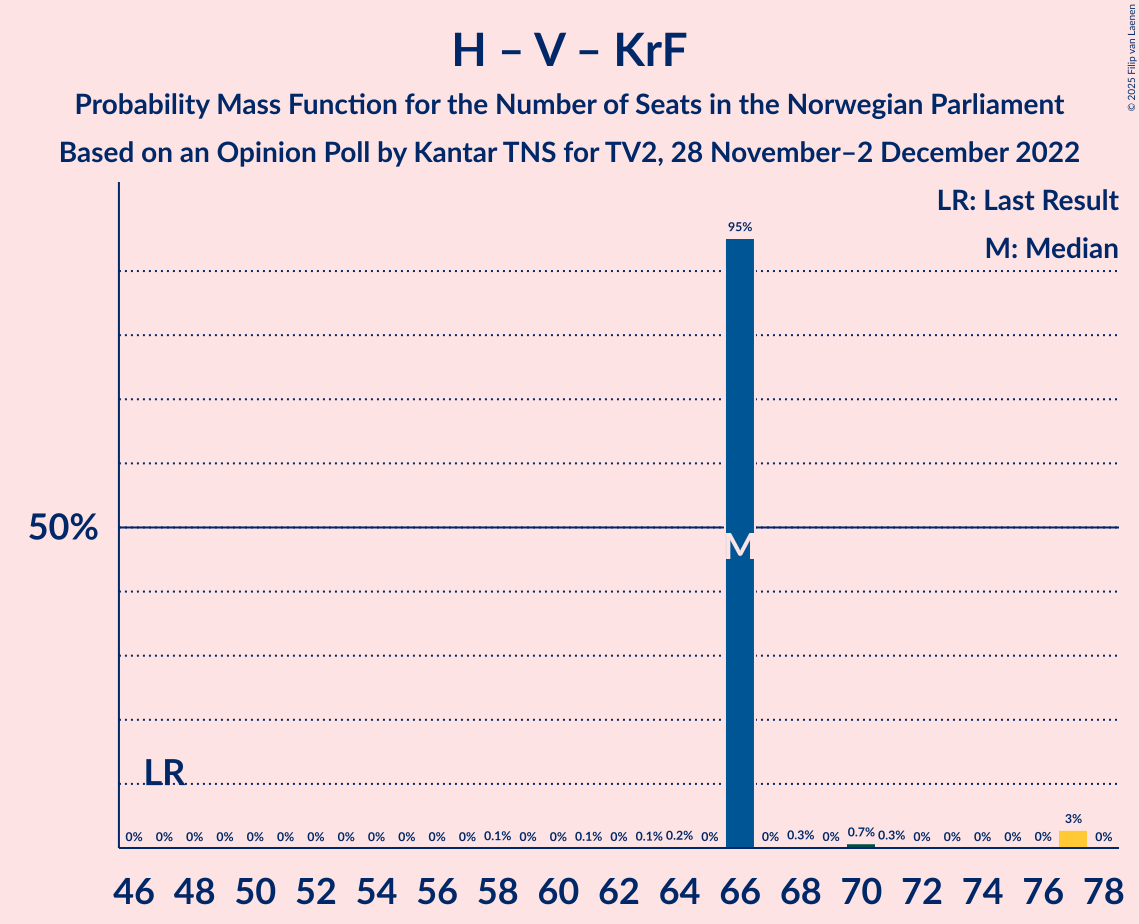 H – V – KrF
Probability Mass Function for the Number of Seats in the Norwegian Parliament
Based on an Opinion Poll by Kantar TNS for TV2, 28 November–2 December 2022
© 2025 Filip van Laenen
LR: Last Result
M: Median
95%
50%
M
LR
3%
0% 0% 0% 0% 0% 0% 0% 0% 0% 0% 0% 0% 0.1% 0% 0% 0.1% 0% 0.1% 0.2% 0% 0% 0.3% 0% 0.7% 0.3% 0% 0% 0% 0% 0% 0%
46 48 50 52 54 56 58 60 62 64 66 68 70 72 74 76 78